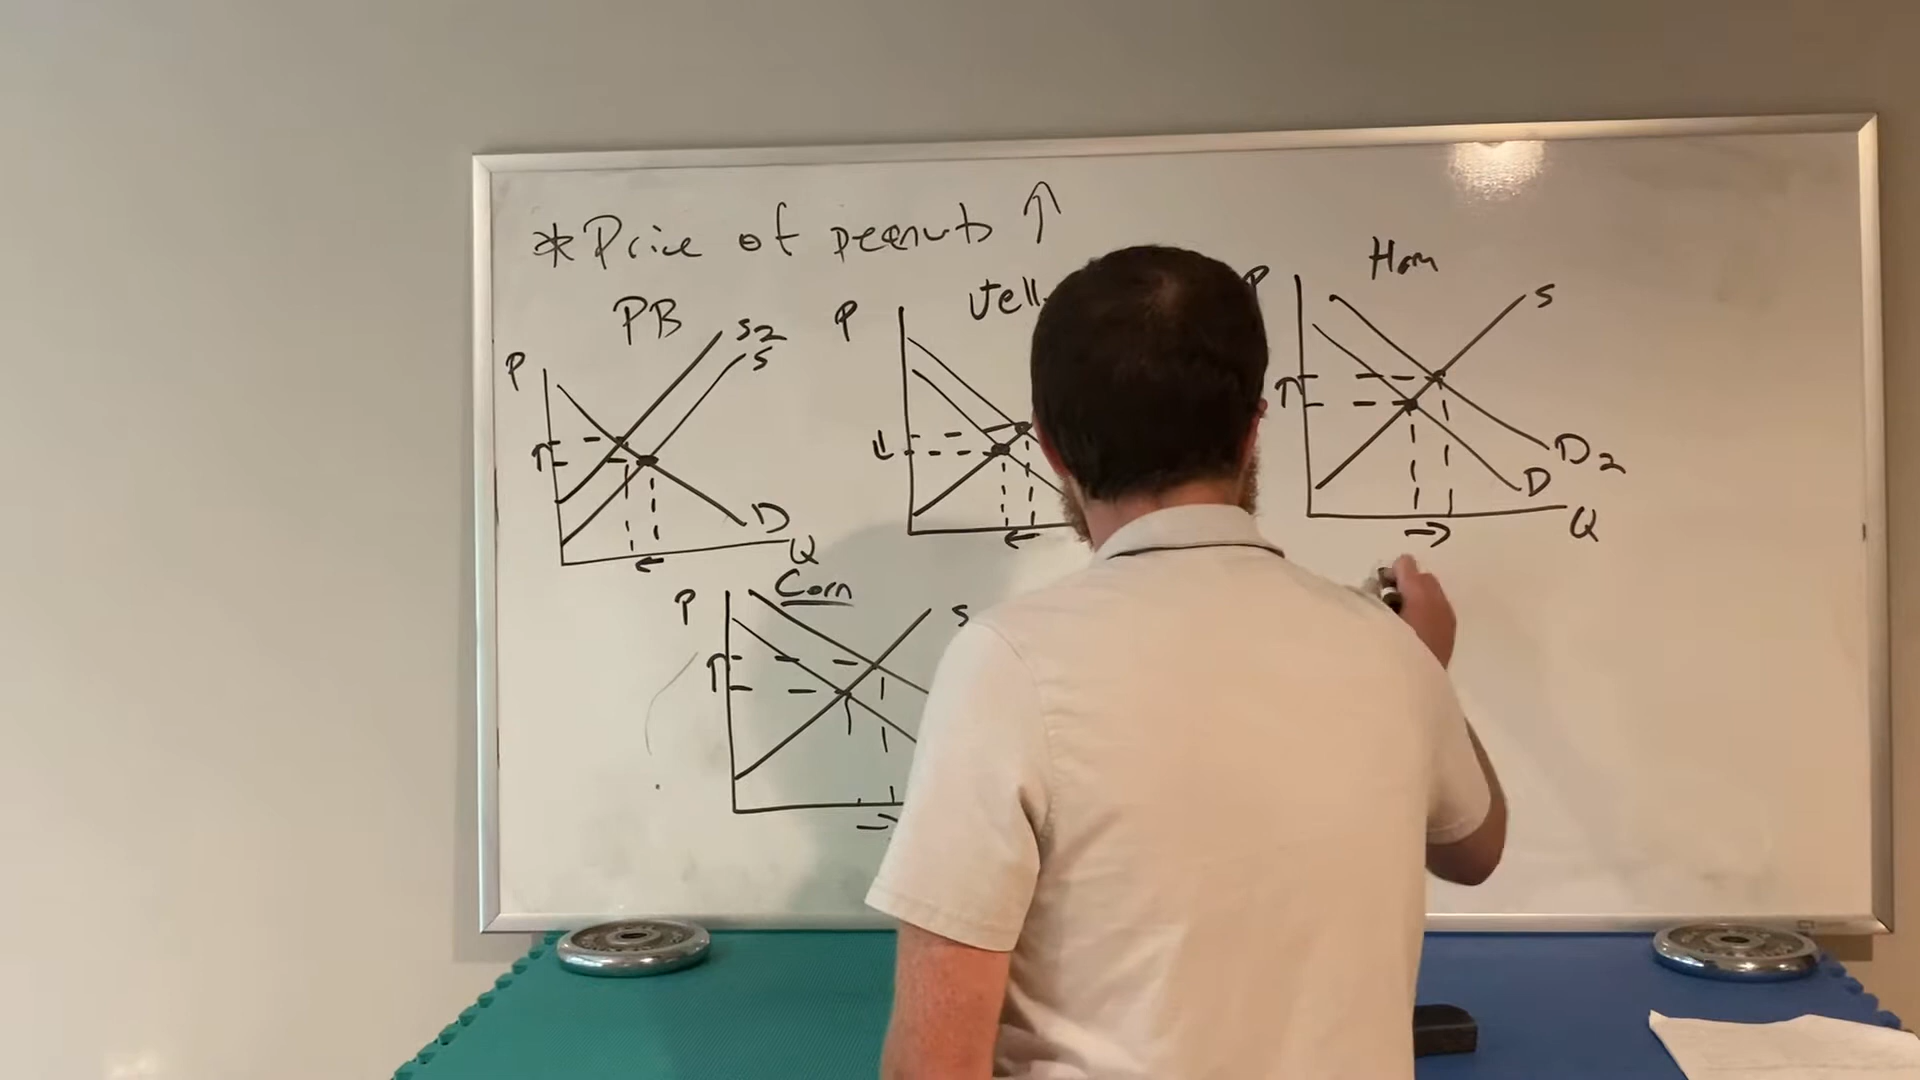 *Price of peanuts ↑
PB
P
S2
S
D
Q
↑
←
P
Jell
↓
←
P
Ham
S
D2
D
Q
↑
→
Corn
P
S
↑
→